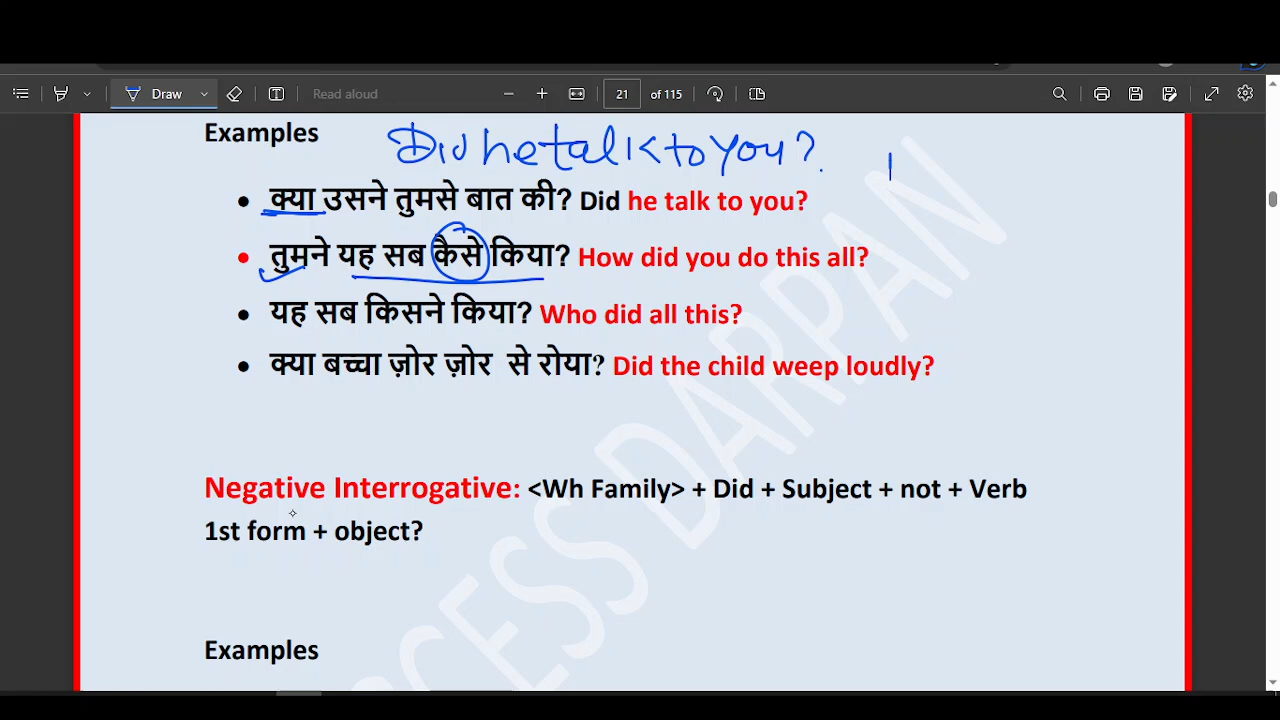 Draw
Read aloud
21 of 115
Examples
Did he talk to you?
क्या उसने तुमसे बात की? Did he talk to you?
तुमने यह सब कैसे किया? How did you do this all?
यह सब किसने किया? Who did all this?
क्या बच्चा ज़ोर ज़ोर से रोया? Did the child weep loudly?
Negative Interrogative: <Wh Family> + Did + Subject + not + Verb
1st form + object?
Examples